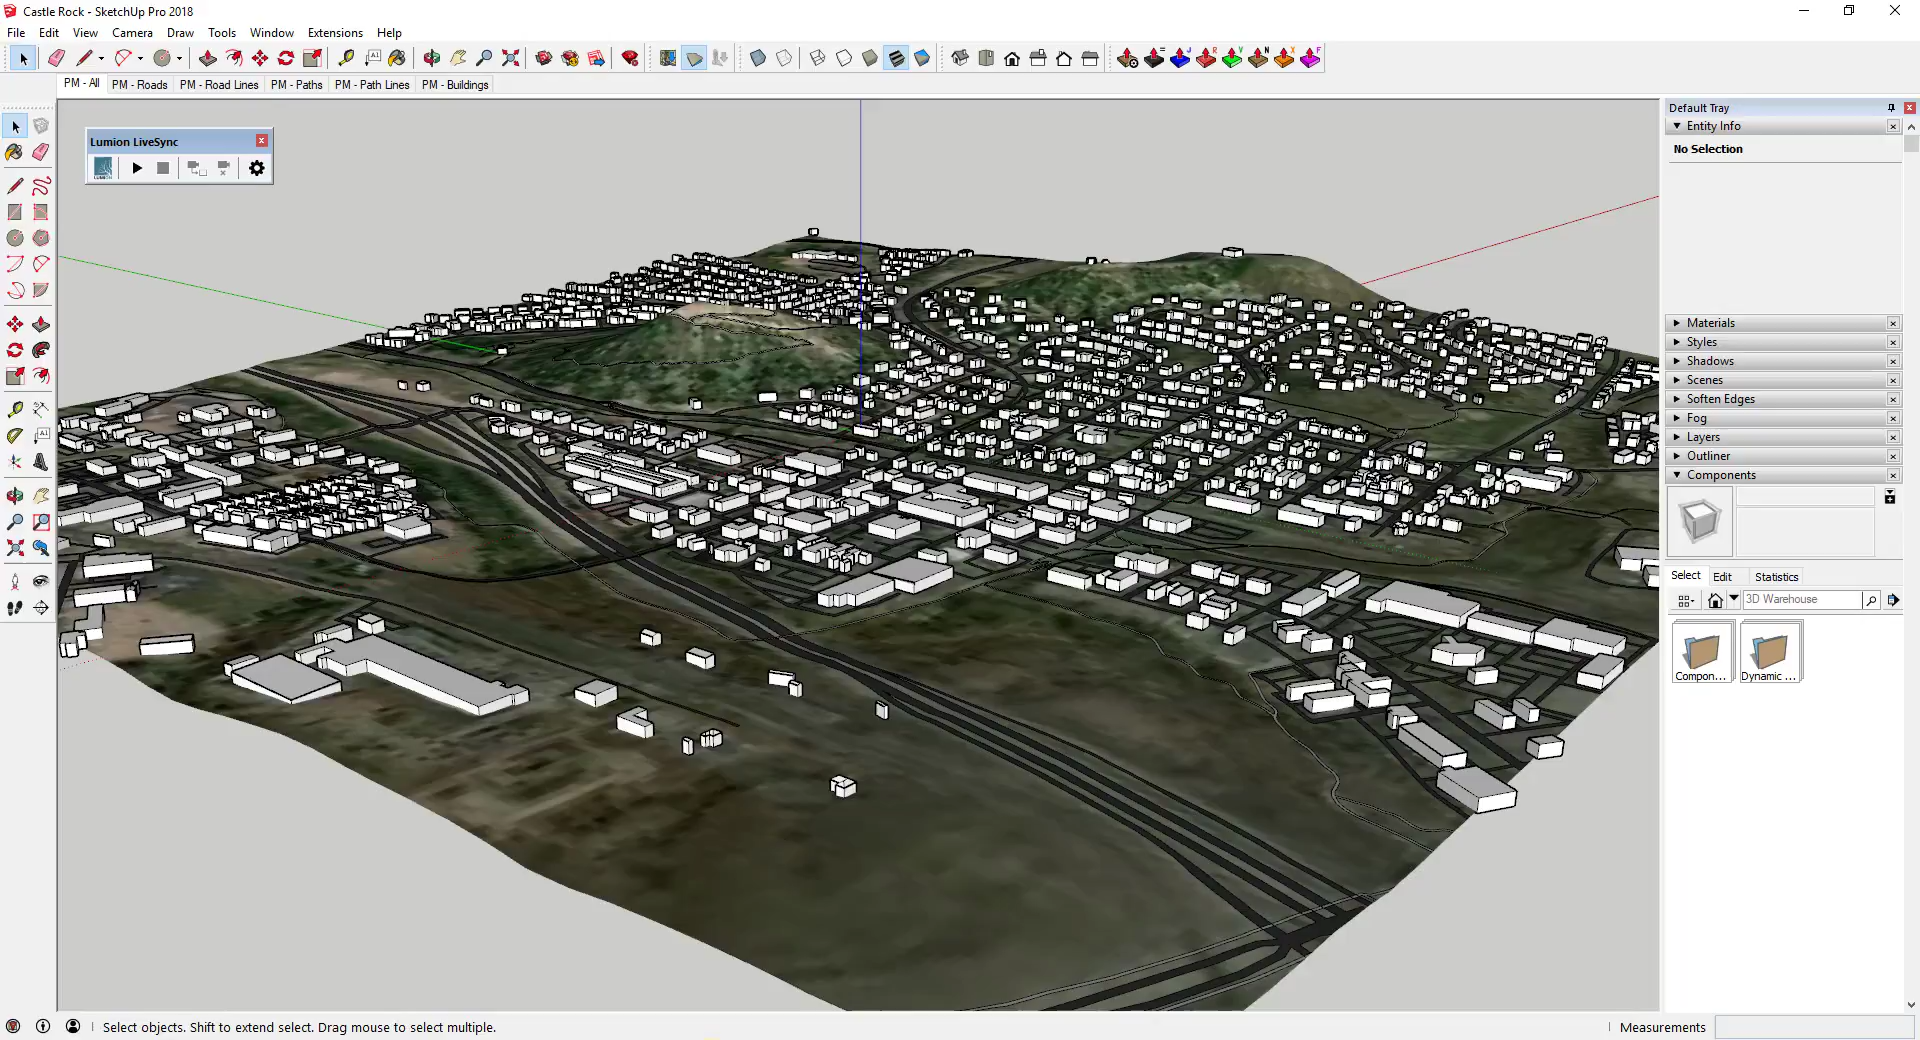 Castle Rock - SketchUp Pro 2018
File Edit View Camera Draw Tools Window Extensions Help
PM - All PM - Roads PM - Road Lines PM - Paths PM - Path Lines PM - Buildings
Lumion LiveSync
Default Tray
Entity Info
No Selection
Materials
Styles
Shadows
Scenes
Soften Edges
Fog
Layers
Outliner
Components
Select Edit Statistics
3D Warehouse
Compon... Dynamic ...
Select objects. Shift to extend select. Drag mouse to select multiple.
Measurements